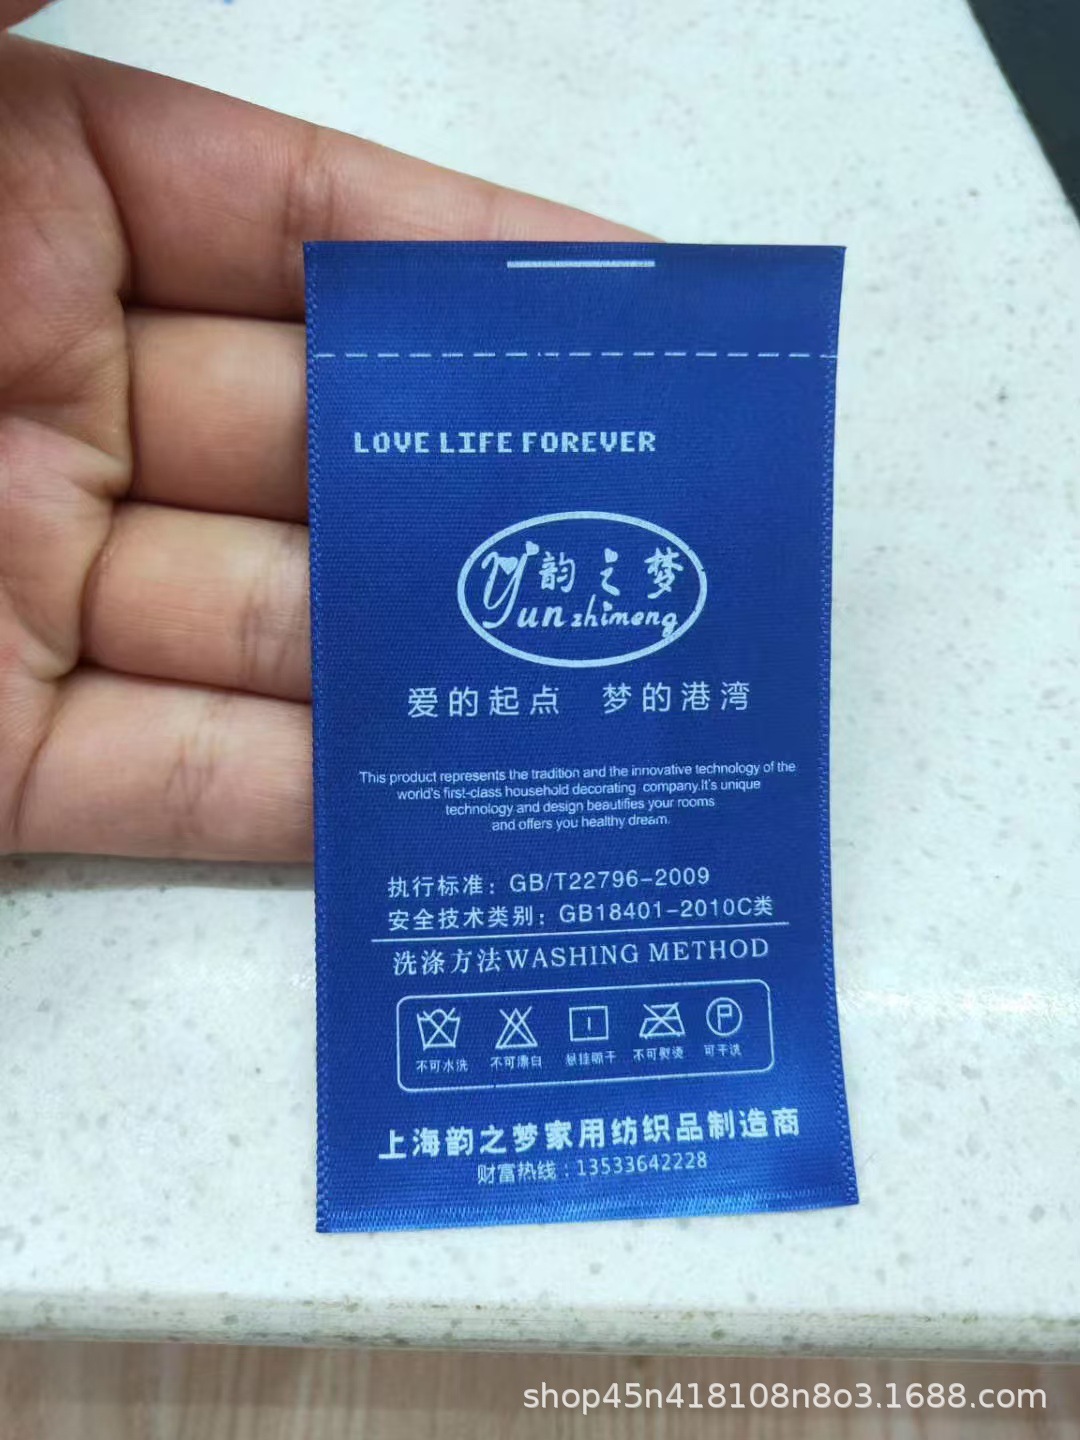 LOVE LIFE FOREVER
韵之梦
Yunzhimeng
爱的起点 梦的港湾
This product represents the tradition and the innovative technology of the
world's first-class household decorating company.It's unique
technology and design beautifies your rooms
and offers you healthy dream.
执行标准：GB/T22796-2009
安全技术类别：GB18401-2010C类
洗涤方法WASHING METHOD
P
不可水洗 不可漂白 悬挂晾干 不可熨烫 可干洗
上海韵之梦家用纺织品制造商
财富热线：13533642228
shop45n418108n8o3.1688.com